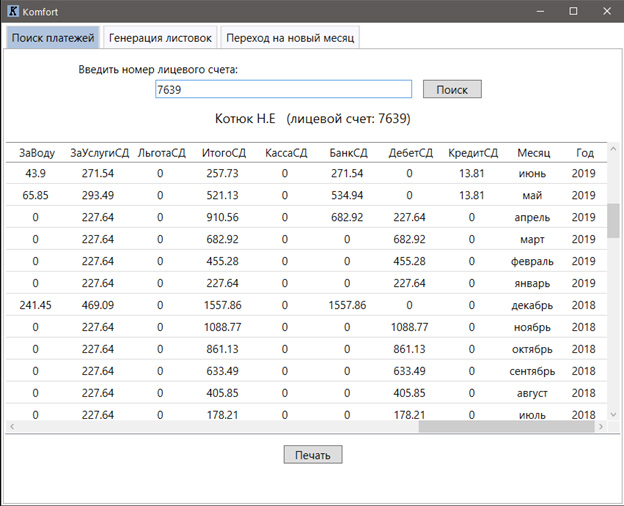 K Komfort
Поиск платежей Генерация листовок Переход на новый месяц
Введить номер лицевого счета:
7639 Поиск
Котюк Н.Е (лицевой счет: 7639)
ЗаВоду ЗаУслугиСД ЛьготаСД ИтогоСД КассаСД БанкСД ДебетСД КредитСД Месяц Год
43.9 271.54 0 257.73 0 271.54 0 13.81 июнь 2019
65.85 293.49 0 521.13 0 534.94 0 13.81 май 2019
0 227.64 0 910.56 0 682.92 227.64 0 апрель 2019
0 227.64 0 682.92 0 0 682.92 0 март 2019
0 227.64 0 455.28 0 0 455.28 0 февраль 2019
0 227.64 0 227.64 0 0 227.64 0 январь 2019
241.45 469.09 0 1557.86 0 1557.86 0 0 декабрь 2018
0 227.64 0 1088.77 0 0 1088.77 0 ноябрь 2018
0 227.64 0 861.13 0 0 861.13 0 октябрь 2018
0 227.64 0 633.49 0 0 633.49 0 сентябрь 2018
0 227.64 0 405.85 0 0 405.85 0 август 2018
0 227.64 0 178.21 0 0 178.21 0 июль 2018
Печать